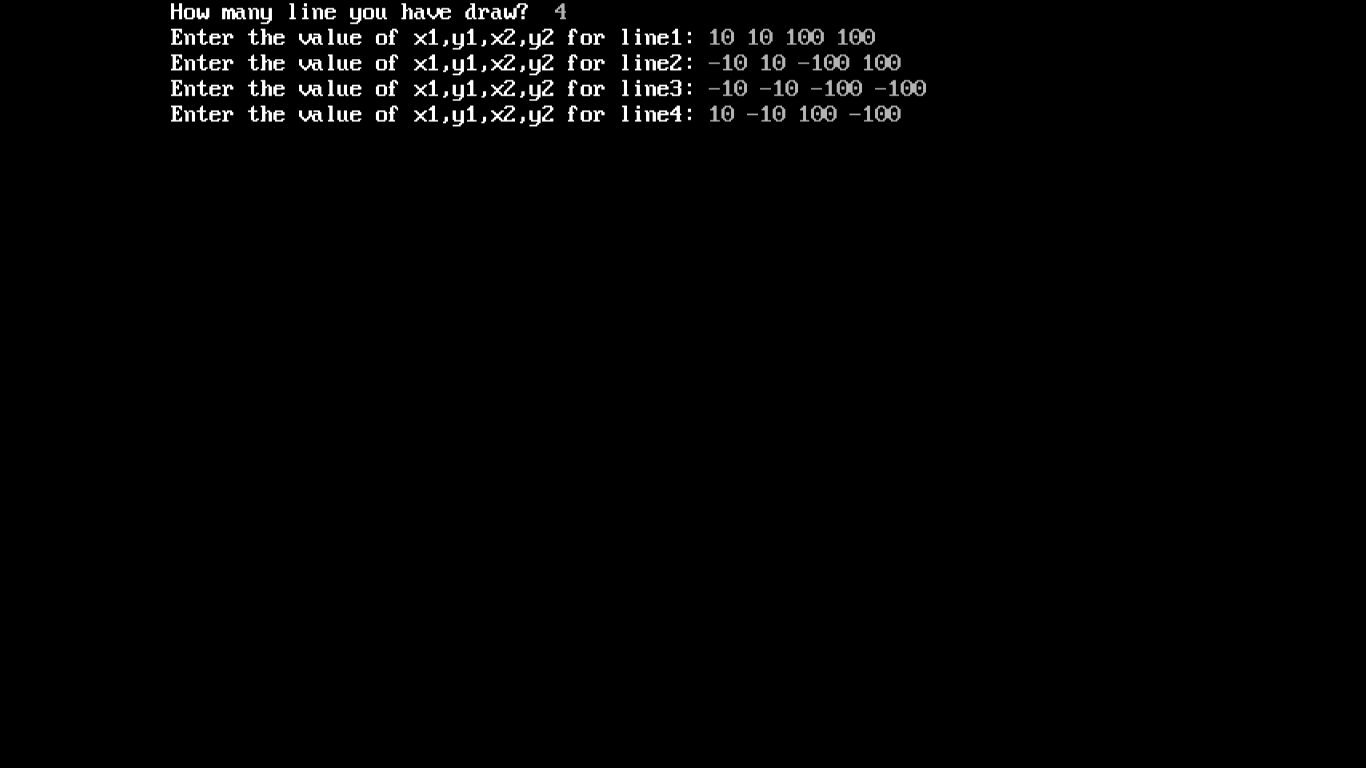 How many line you have draw?  4
Enter the value of x1,y1,x2,y2 for line1: 10 10 100 100
Enter the value of x1,y1,x2,y2 for line2: -10 10 -100 100
Enter the value of x1,y1,x2,y2 for line3: -10 -10 -100 -100
Enter the value of x1,y1,x2,y2 for line4: 10 -10 100 -100